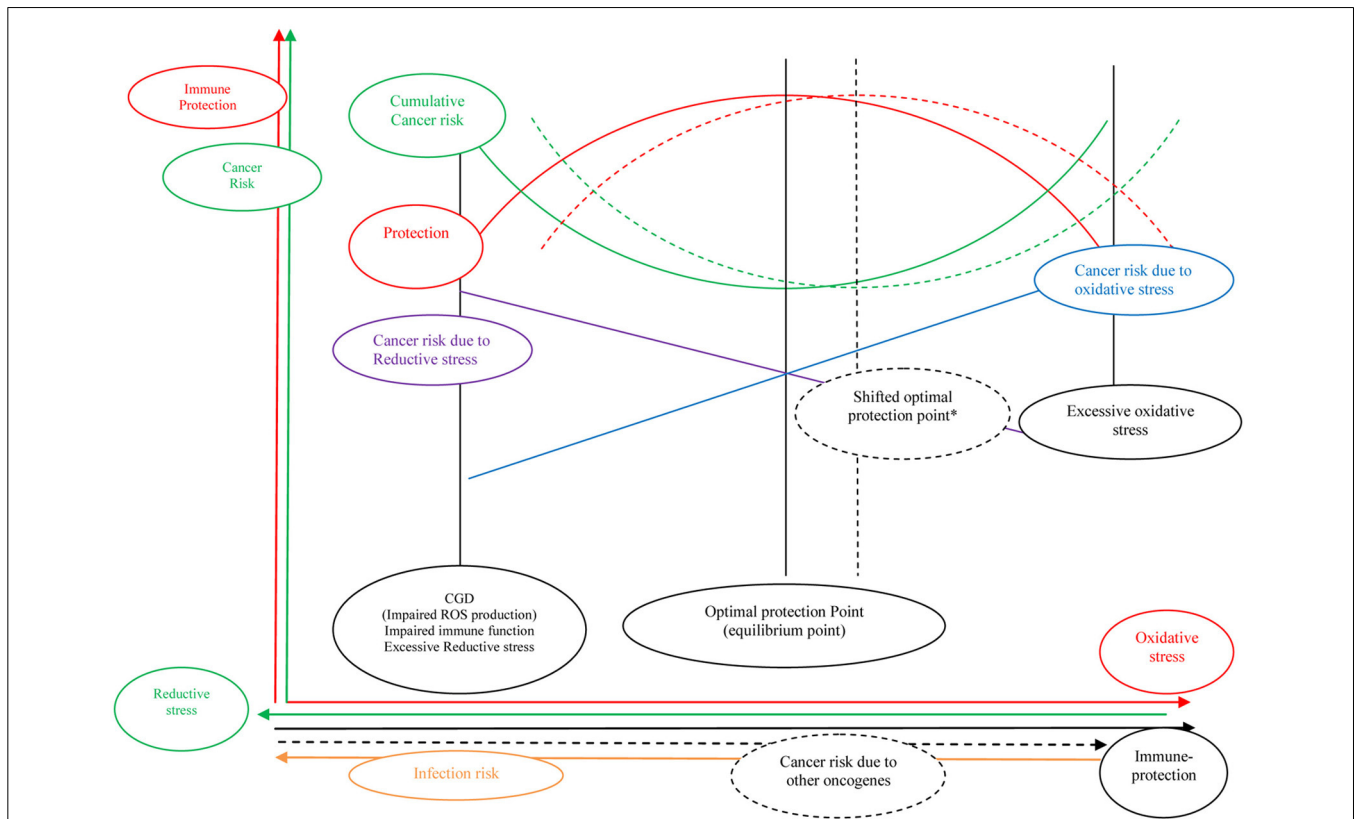 Immune
Protection
Cumulative
Cancer risk
Cancer
Risk
Protection
Cancer risk due to
oxidative stress
Cancer risk due to
Reductive stress
Shifted optimal
protection point*
Excessive oxidative
stress
CGD
(Impaired ROS production)
Impaired immune function
Excessive Reductive stress
Optimal protection Point
(equilibrium point)
Oxidative
stress
Reductive
stress
Infection risk
Cancer risk due to
other oncogenes
Immune-
protection